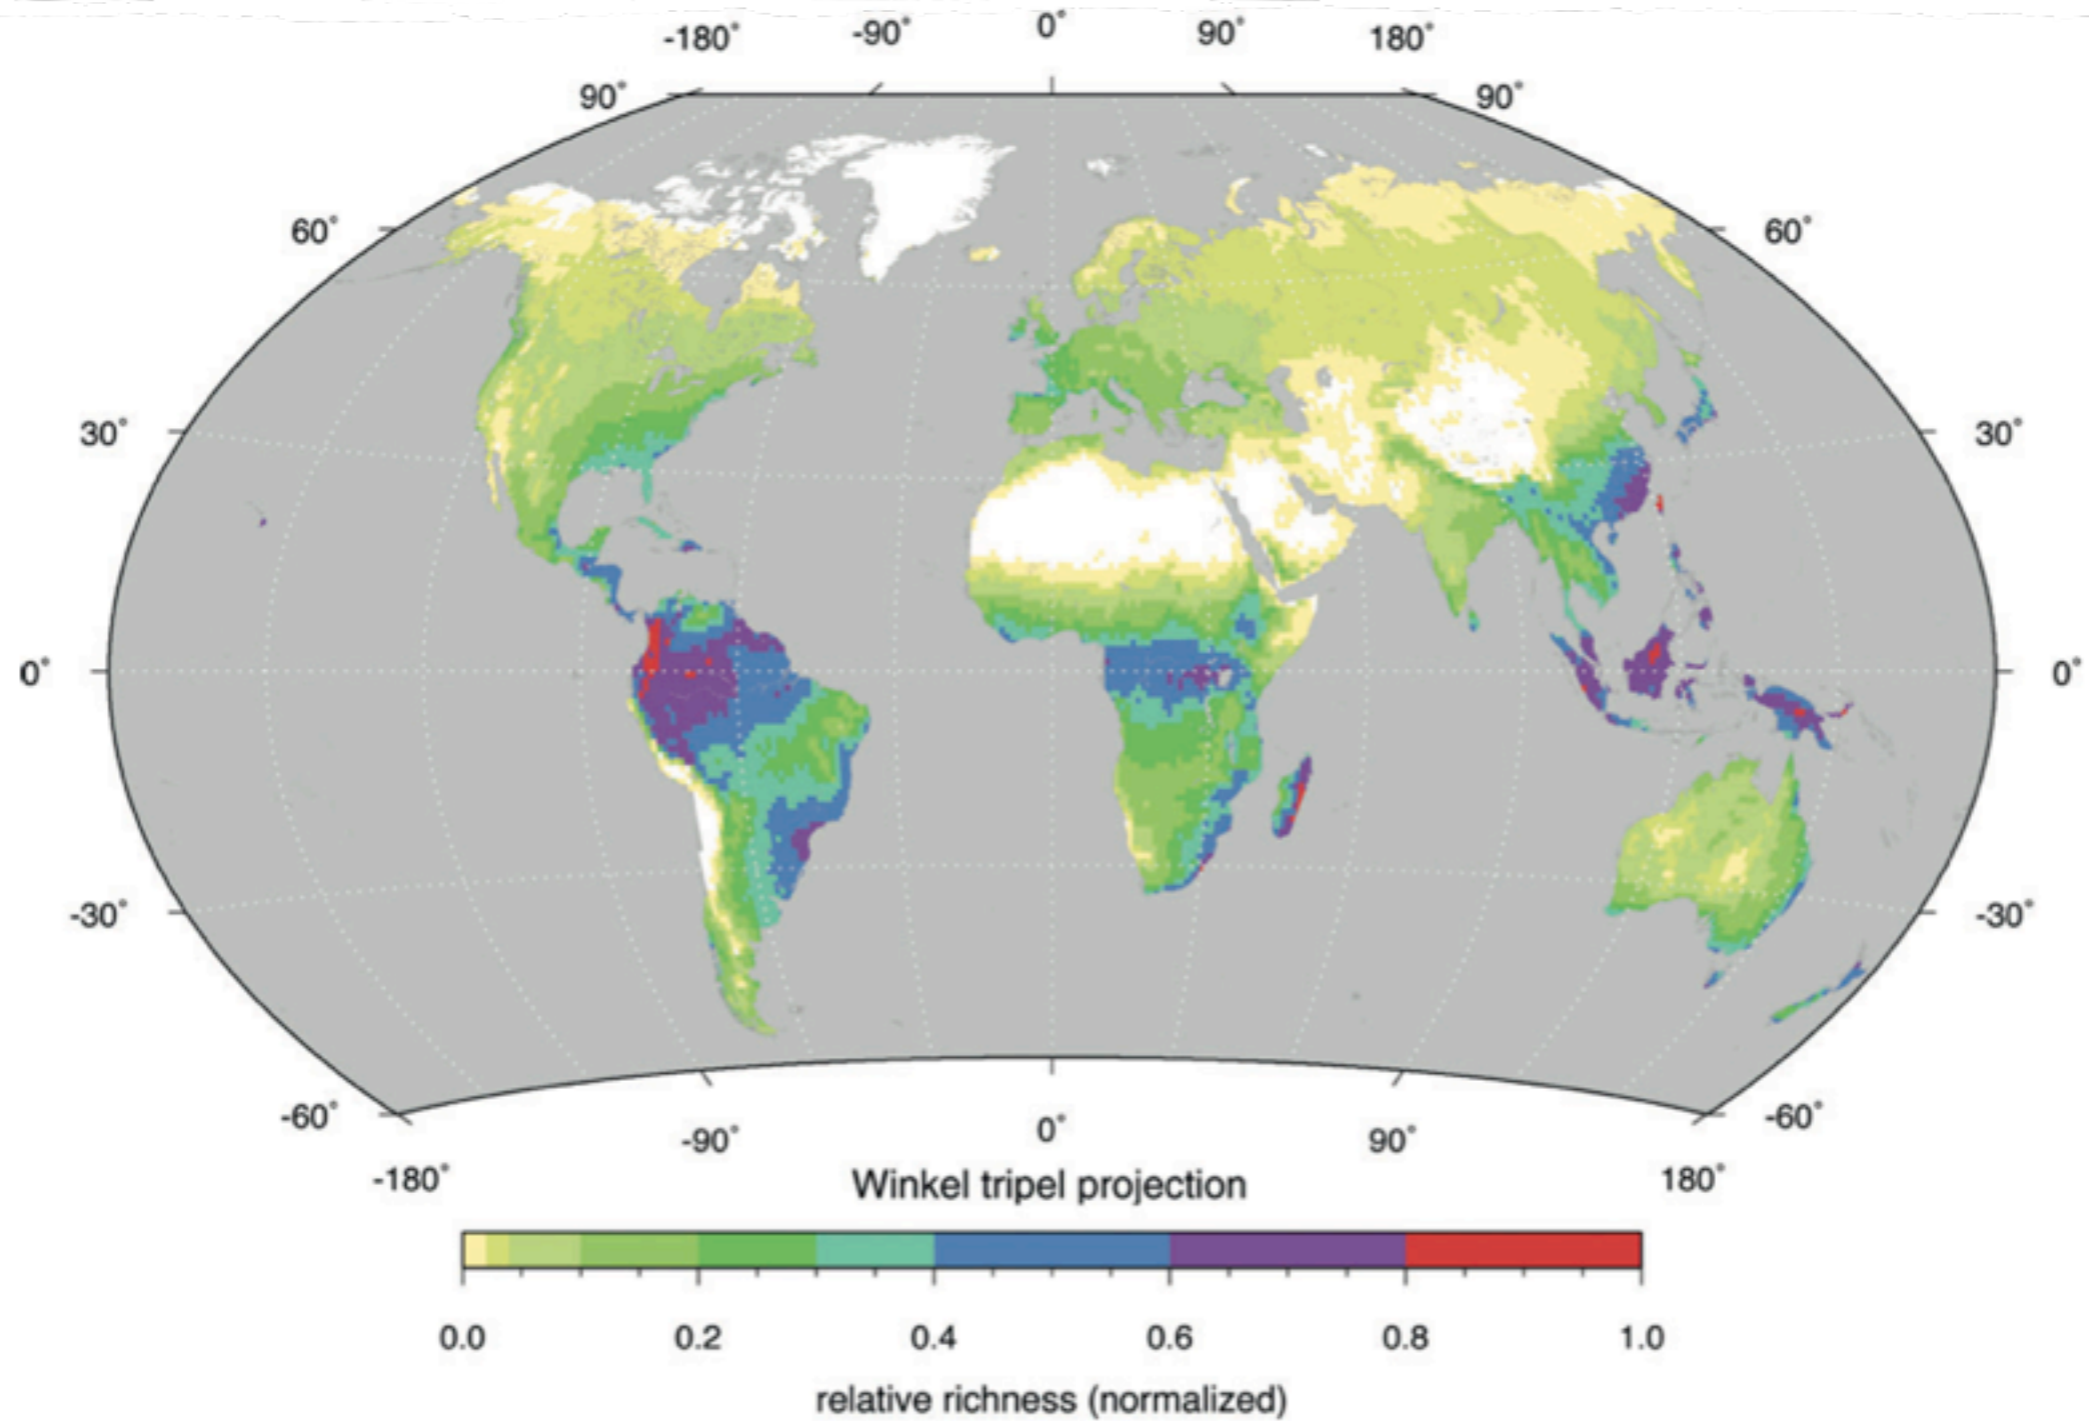 -180° -90° 0° 90° 180°
90° 90°
60° 60°
30° 30°
0° 0°
-30° -30°
-60° -60°
-90° 0° 90°
-180° 180°
Winkel tripel projection
0.0 0.2 0.4 0.6 0.8 1.0
relative richness (normalized)